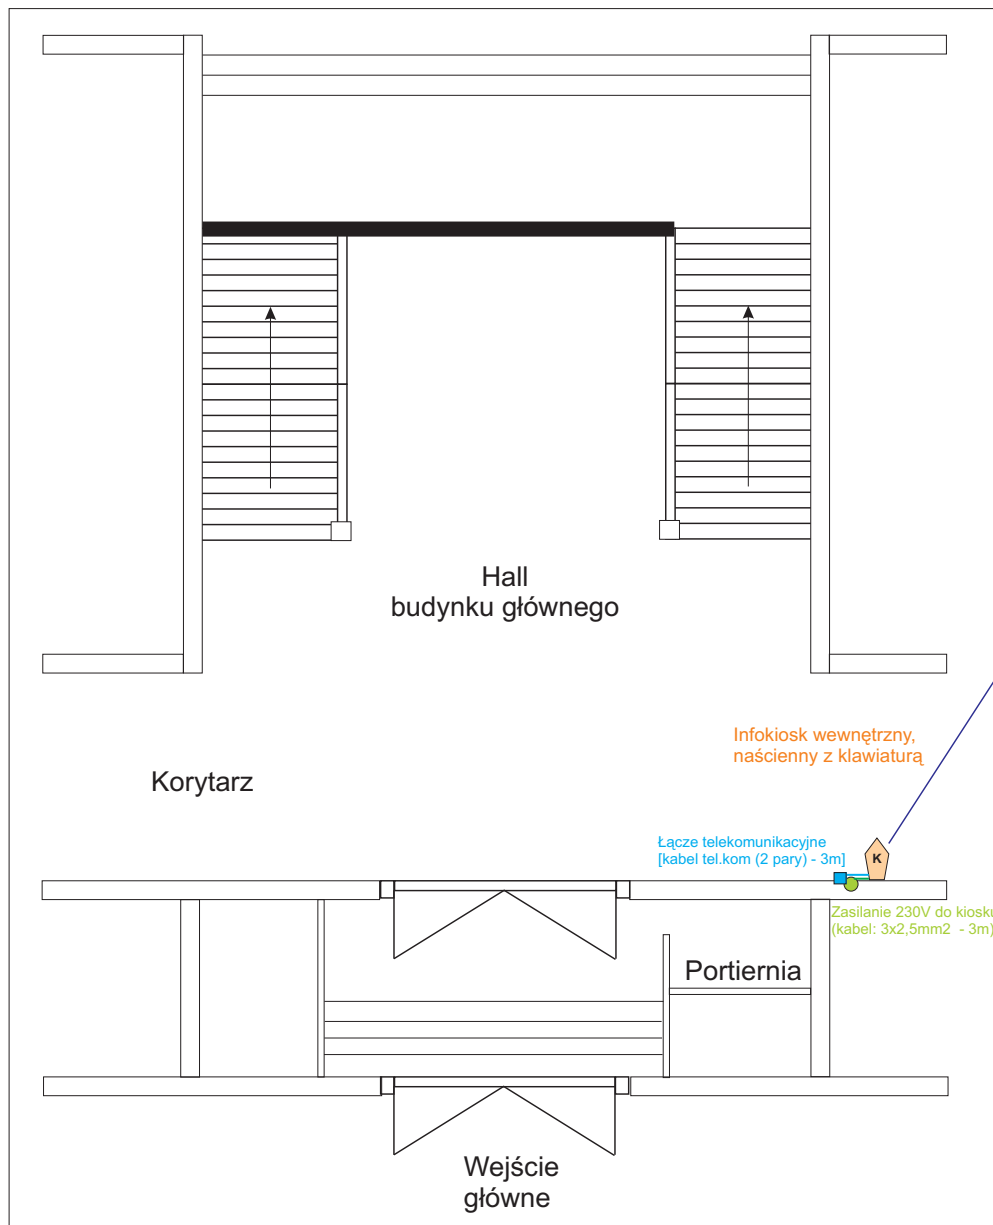 Hall
budynku głównego
Infokiosk wewnętrzny,
naścienny z klawiaturą
Korytarz
Łącze telekomunikacyjne
[kabel tel.kom (2 pary) - 3m]
K
Zasilanie 230V do kiosku
(kabel: 3x2,5mm2 - 3m)
Portiernia
Wejście
główne